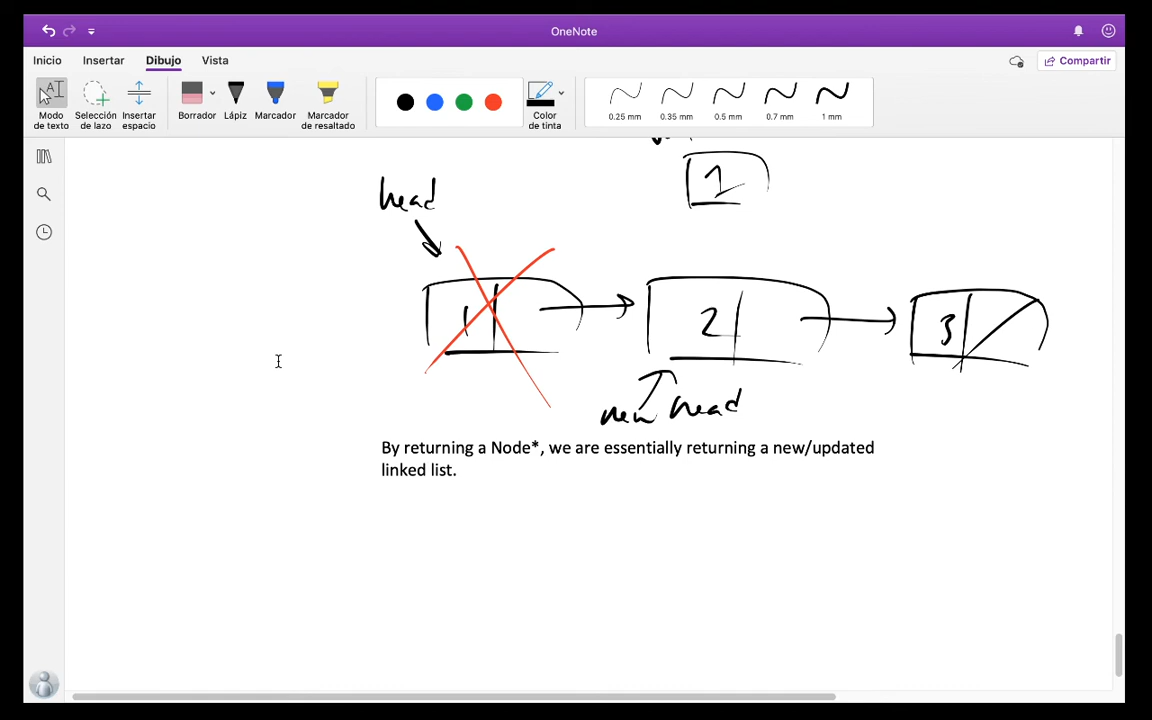 OneNote
Inicio
Insertar
Dibujo
Vista
Compartir
Modo
de texto
Selección
de lazo
Insertar
espacio
Borrador
Lápiz
Marcador
Marcador
de resaltado
Color
de tinta
0.25 mm
0.35 mm
0.5 mm
0.7 mm
1 mm
1
head
1
2
3
new head
By returning a Node*, we are essentially returning a new/updated
linked list.